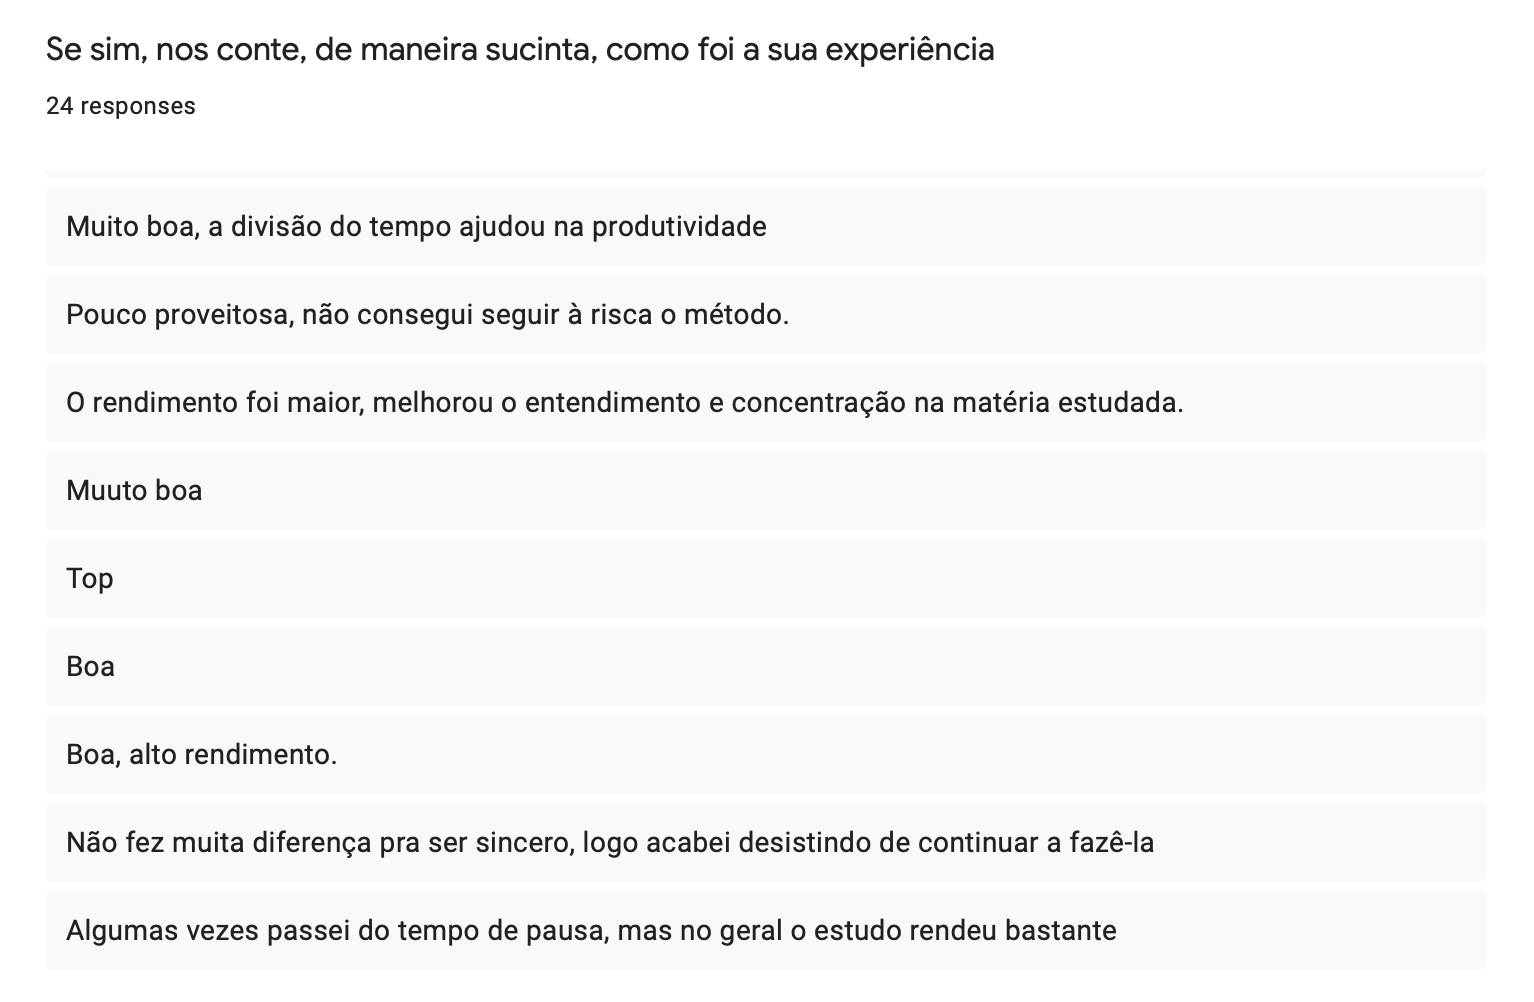 Se sim, nos conte, de maneira sucinta, como foi a sua experiência
24 responses
Muito boa, a divisão do tempo ajudou na produtividade
Pouco proveitosa, não consegui seguir à risca o método.
O rendimento foi maior, melhorou o entendimento e concentração na matéria estudada.
Muuto boa
Top
Boa
Boa, alto rendimento.
Não fez muita diferença pra ser sincero, logo acabei desistindo de continuar a fazê-la
Algumas vezes passei do tempo de pausa, mas no geral o estudo rendeu bastante